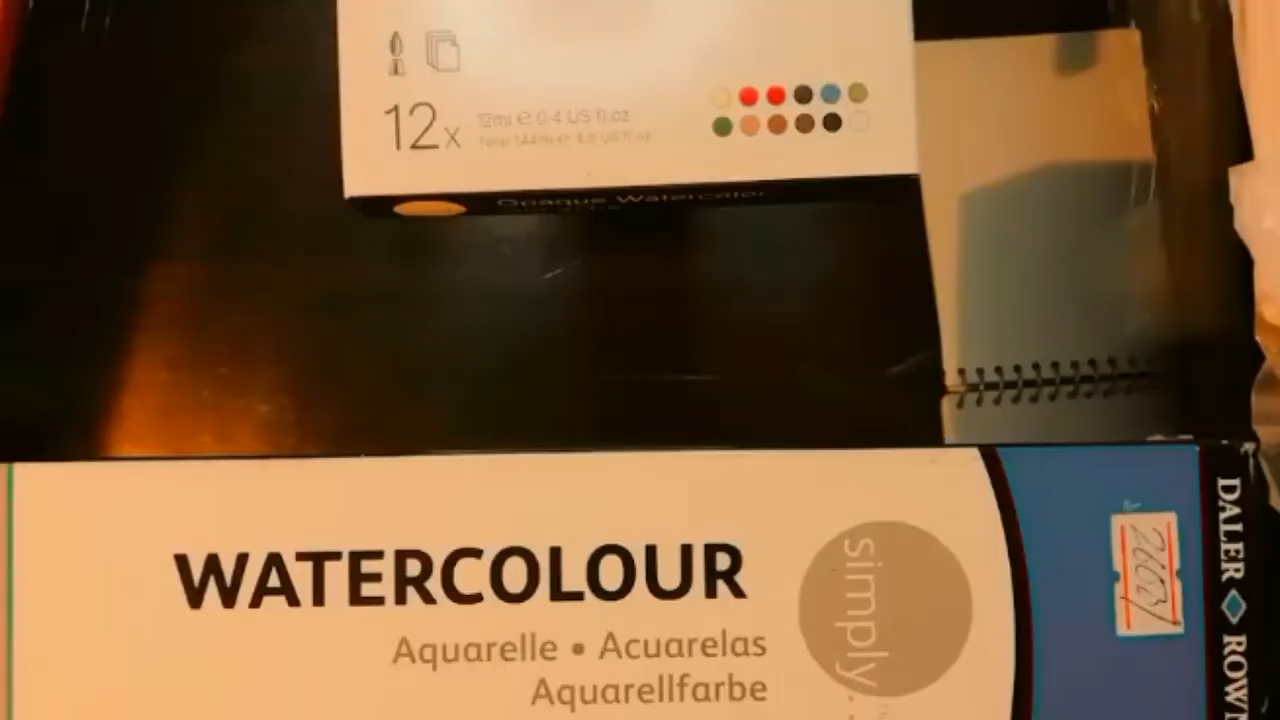 12x
12ml e 0.4 US fl oz
Opaque Watercolor
WATERCOLOUR
Aquarelle • Acuarelas
Aquarellfarbe
simply
DALER